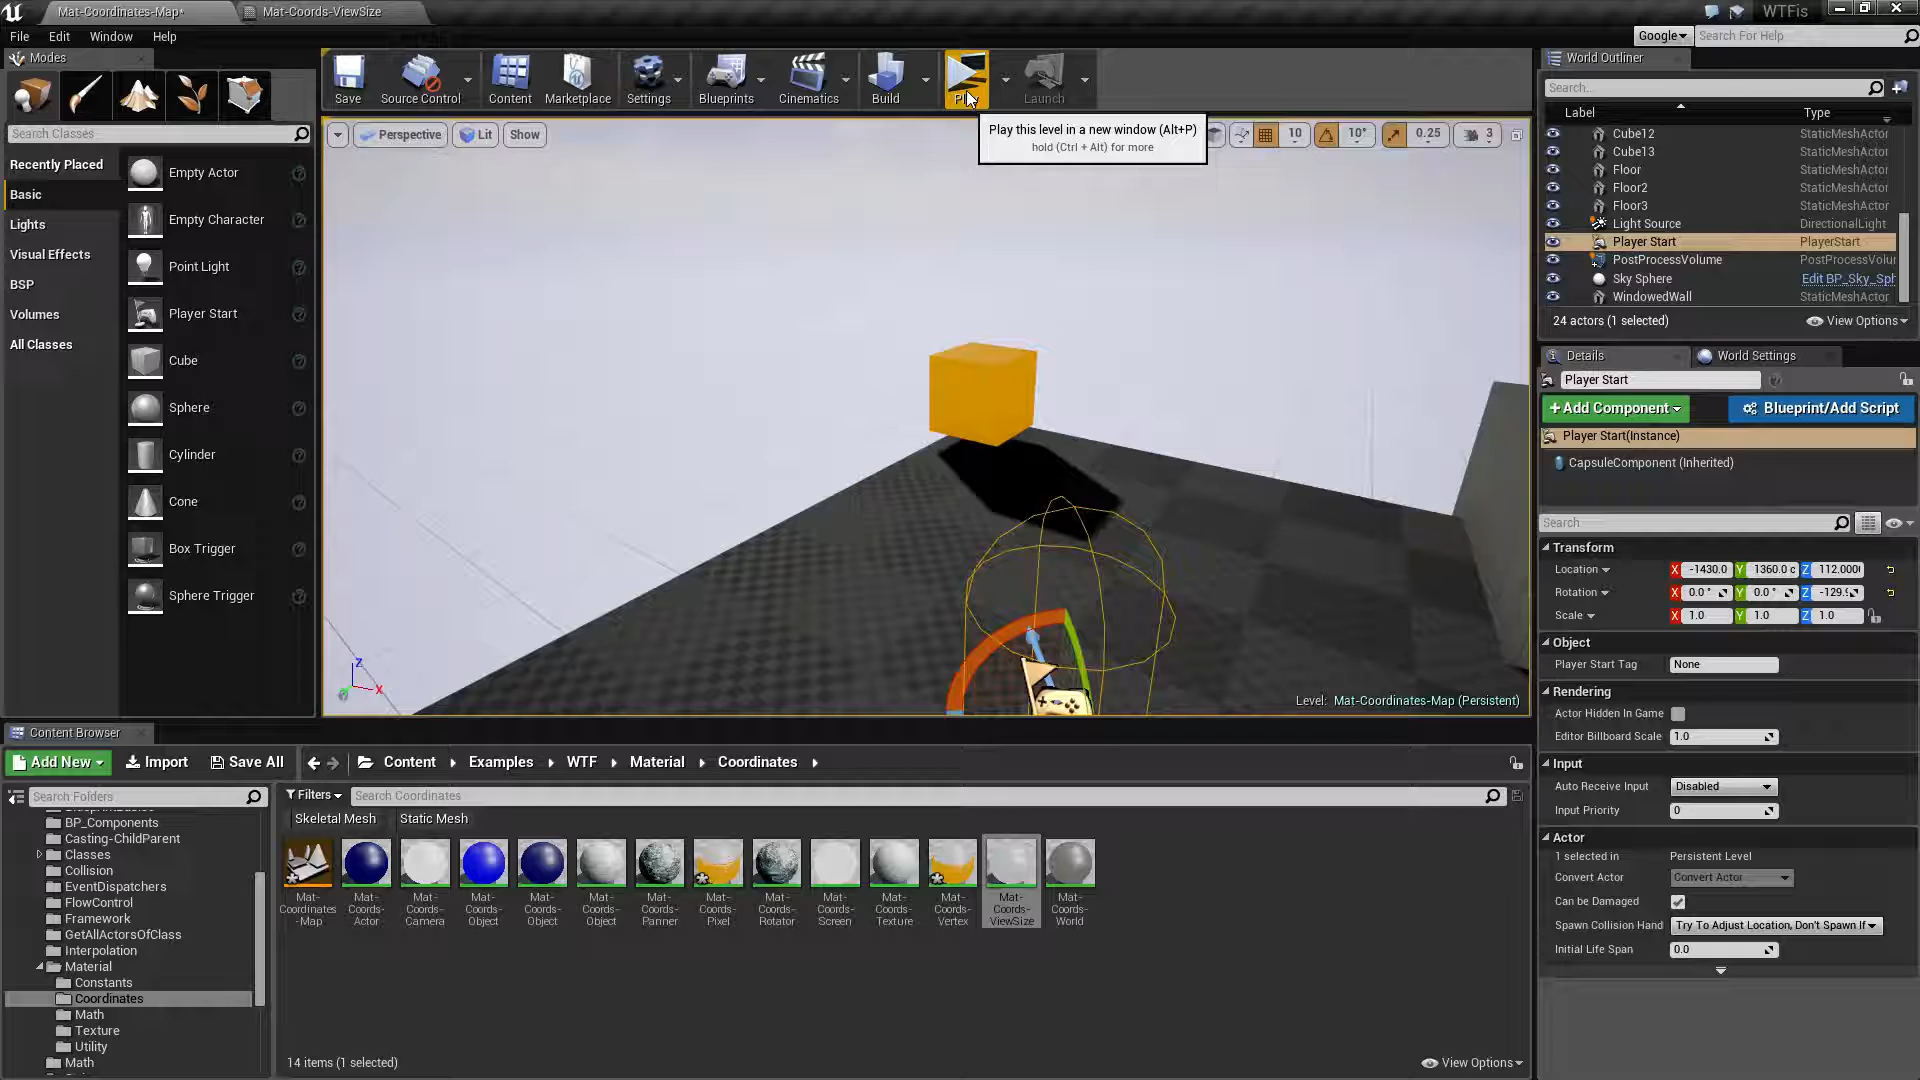 Mat-Coordinates-Map*
Mat-Coords-ViewSize
WTFis
File Edit Window Help
Google
Search For Help
Modes
Search Classes
Recently Placed
Basic
Lights
Visual Effects
BSP
Volumes
All Classes
Empty Actor
Empty Character
Point Light
Player Start
Cube
Sphere
Cylinder
Cone
Box Trigger
Sphere Trigger
Save
Source Control
Content
Marketplace
Settings
Blueprints
Cinematics
Build
Launch
Play this level in a new window (Alt+P)
hold (Ctrl + Alt) for more
Perspective
Lit
Show
10
10°
0.25
3
Z
X
Level: Mat-Coordinates-Map (Persistent)
World Outliner
Search...
Label Type
Cube12 StaticMeshActor
Cube13 StaticMeshActor
Floor StaticMeshActor
Floor2 StaticMeshActor
Floor3 StaticMeshActor
Light Source DirectionalLight
Player Start PlayerStart
PostProcessVolume PostProcessVolur
Sky Sphere Edit BP_Sky_Sph
WindowedWall StaticMeshActor
24 actors (1 selected)
View Options
Details
World Settings
Player Start
+Add Component
Blueprint/Add Script
Player Start(Instance)
CapsuleComponent (Inherited)
Search
Transform
Location X -1430.0 Y 1360.0 c Z 112.000
Rotation X 0.0 ° Y 0.0 ° Z -129.9
Scale X 1.0 Y 1.0 Z 1.0
Object
Player Start Tag None
Rendering
Actor Hidden In Game
Editor Billboard Scale 1.0
Input
Auto Receive Input Disabled
Input Priority 0
Actor
1 selected in Persistent Level
Convert Actor Convert Actor
Can be Damaged
Spawn Collision Hand Try To Adjust Location, Don't Spawn If
Initial Life Span 0.0
Content Browser
Add New
Import
Save All
Content Examples WTF Material Coordinates
Search Folders
BP_Components
Casting-ChildParent
Classes
Collision
EventDispatchers
FlowControl
Framework
GetAllActorsOfClass
Interpolation
Material
Constants
Coordinates
Math
Texture
Utility
Math
Filters
Search Coordinates
Skeletal Mesh
Static Mesh
Mat-
Coordinates
-Map
Mat-
Coords-
Actor
Mat-
Coords-
Camera
Mat-
Coords-
Object
Mat-
Coords-
Object
Mat-
Coords-
Object
Mat-
Coords-
Panner
Mat-
Coords-
Pixel
Mat-
Coords-
Rotator
Mat-
Coords-
Screen
Mat-
Coords-
Texture
Mat-
Coords-
Vertex
Mat-
Coords-
ViewSize
Mat-
Coords-
World
14 items (1 selected)
View Options